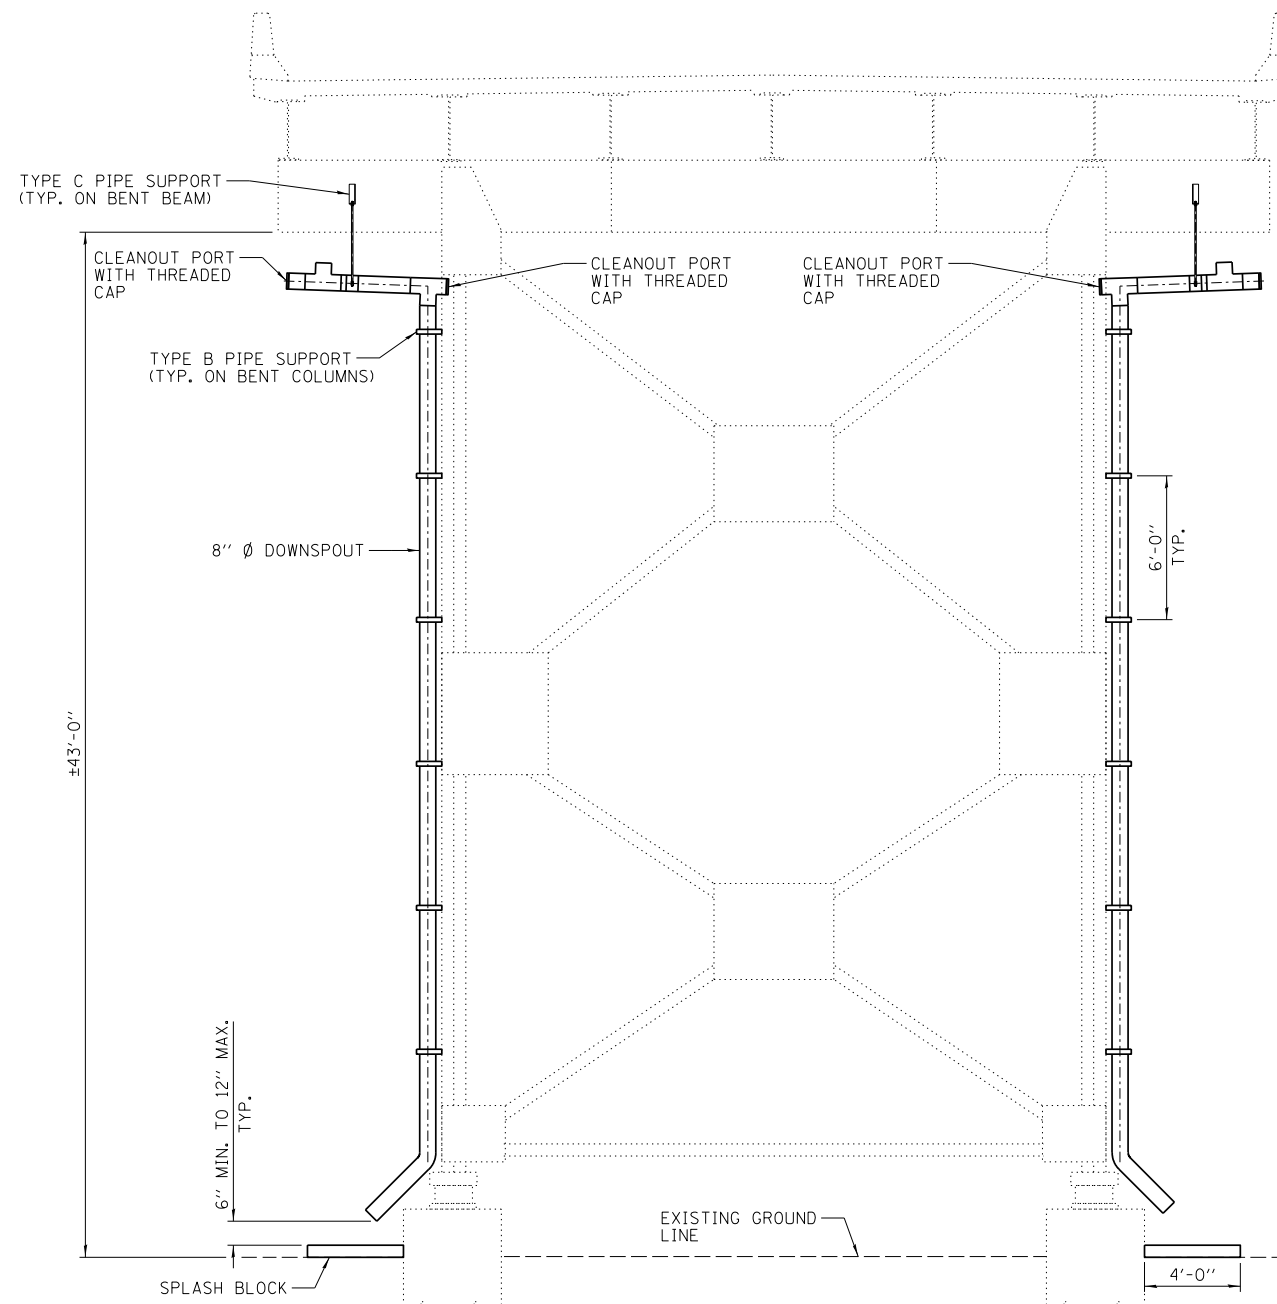 TYPE C PIPE SUPPORT
(TYP. ON BENT BEAM)
CLEANOUT PORT
WITH THREADED
CAP
CLEANOUT PORT
WITH THREADED
CAP
CLEANOUT PORT
WITH THREADED
CAP
TYPE B PIPE SUPPORT
(TYP. ON BENT COLUMNS)
8'' Ø DOWNSPOUT
6'-0''
TYP.
±43'-0''
6'' MIN. TO 12'' MAX.
TYP.
EXISTING GROUND
LINE
SPLASH BLOCK
4'-0''